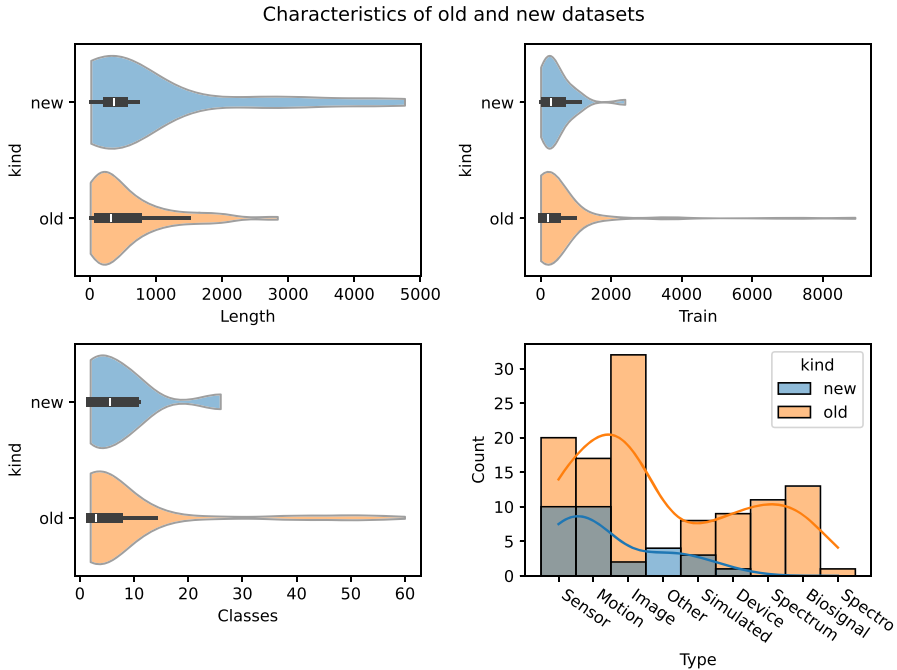 Characteristics of old and new datasets
kind
new
old
0 1000 2000 3000 4000 5000
Length
kind
new
old
0 2000 4000 6000 8000
Train
kind
new
old
0 10 20 30 40 50 60
Classes
Count
30
25
20
15
10
5
0
kind
new
old
Sensor Motion Image Other Simulated Device Spectrum Biosignal Spectro
Type